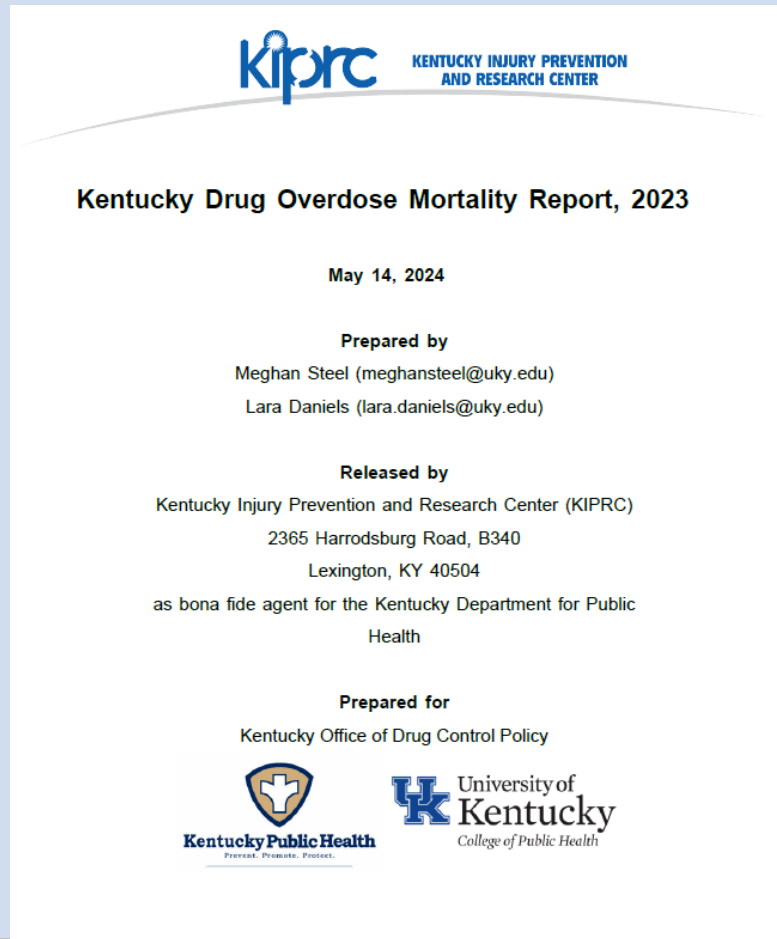 kiprc
KENTUCKY INJURY PREVENTION
AND RESEARCH CENTER
Kentucky Drug Overdose Mortality Report, 2023
May 14, 2024
Prepared by
Meghan Steel (meghansteel@uky.edu)
Lara Daniels (lara.daniels@uky.edu)
Released by
Kentucky Injury Prevention and Research Center (KIPRC)
2365 Harrodsburg Road, B340
Lexington, KY 40504
as bona fide agent for the Kentucky Department for Public
Health
Prepared for
Kentucky Office of Drug Control Policy
Kentucky Public Health
Prevent. Promote. Protect.
UK
University of
Kentucky
College of Public Health